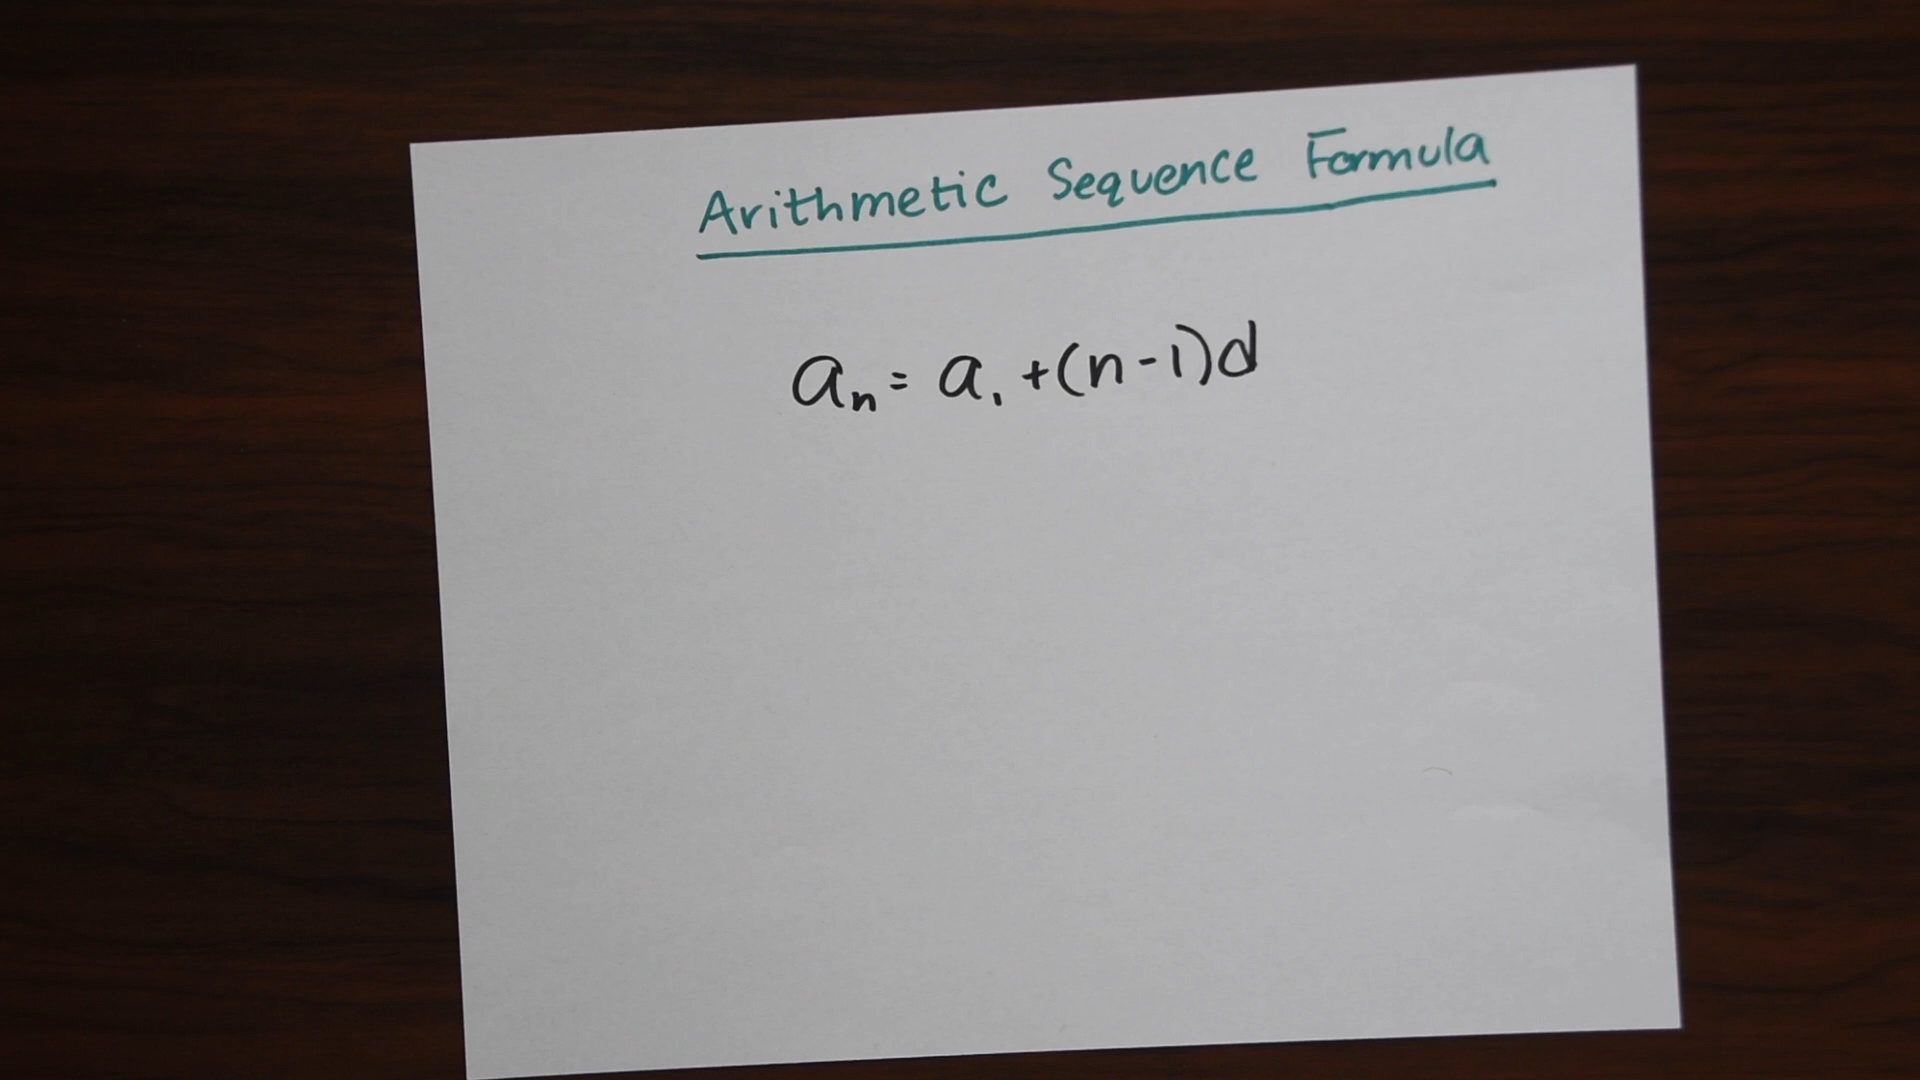 Arithmetic Sequence Formula
aₙ = a₁ + (n-1)d